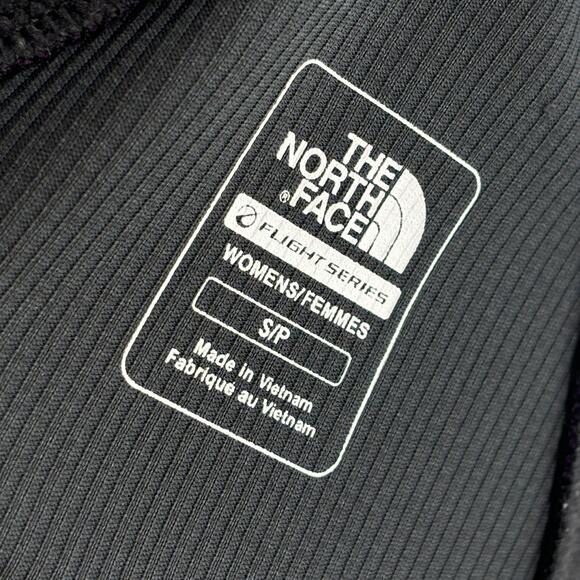 THE
NORTH
FACE
®
FLIGHT SERIES
WOMENS/FEMMES
S/P
Made in Vietnam
Fabriqué au Vietnam